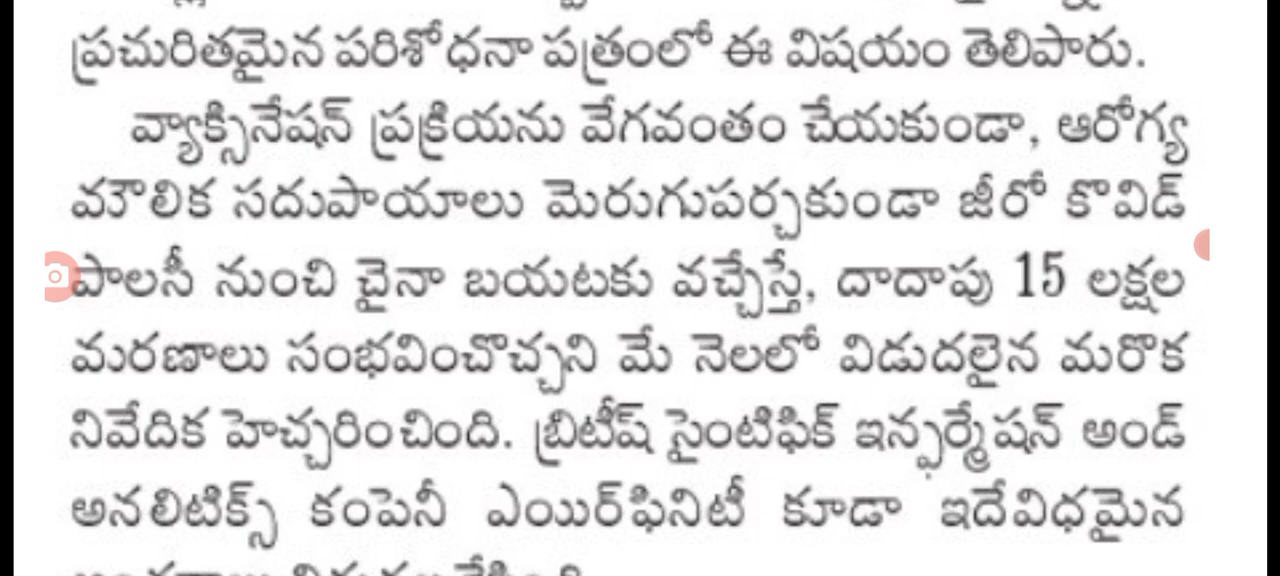 ప్రచురితమైన పరిశోధనా పత్రంలో ఈ విషయం తెలిపారు.
వ్యాక్సినేషన్ ప్రక్రియను వేగవంతం చేయకుండా, ఆరోగ్య
మౌలిక సదుపాయాలు మెరుగుపర్చకుండా జీరో కొవిడ్
పాలసీ నుంచి చైనా బయటకు వచ్చేస్తే, దాదాపు 15 లక్షల
మరణాలు సంభవించొచ్చని మే నెలలో విడుదలైన మరొక
నివేదిక హెచ్చరించింది. బ్రిటీష్ సైంటిఫిక్ ఇన్ఫర్మేషన్ అండ్
అనలిటిక్స్ కంపెనీ ఎయిర్‌ఫినిటీ కూడా ఇదేవిధమైన